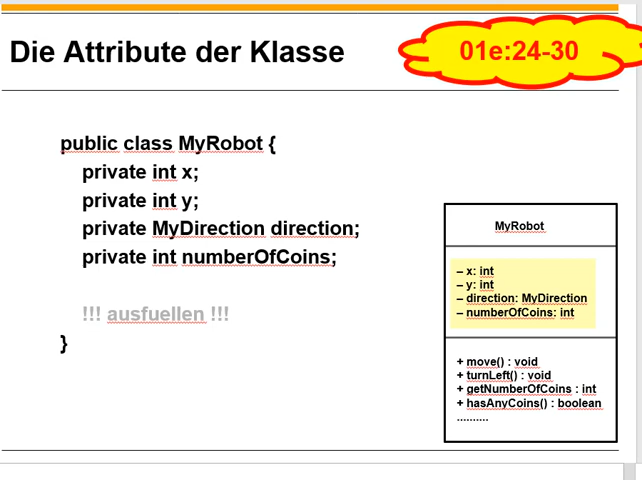 Die Attribute der Klasse
01e:24-30
public class MyRobot {
private int x;
private int y;
private MyDirection direction;
private int numberOfCoins;
!!! ausfuellen !!!
}
MyRobot
– x: int
– y: int
– direction: MyDirection
– numberOfCoins: int
+ move() : void
+ turnLeft() : void
+ getNumberOfCoins : int
+ hasAnyCoins() : boolean
..........